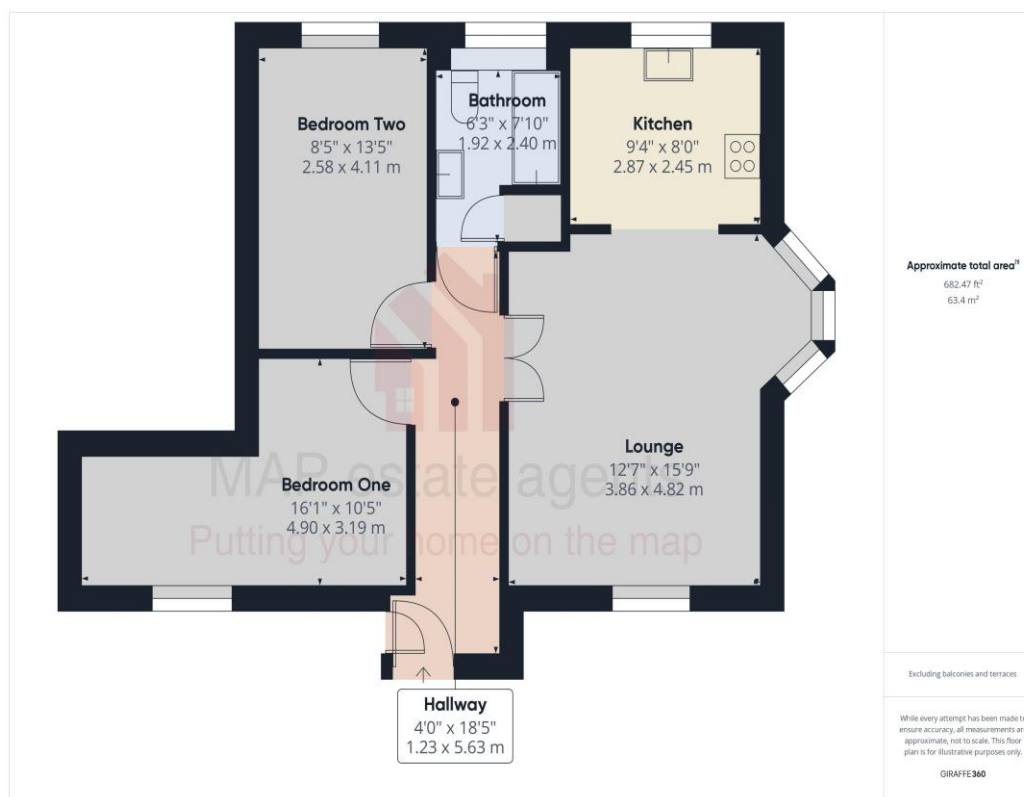 Bedroom Two
8'5" x 13'5"
2.58 x 4.11 m
Bathroom
6'3" x 7'10"
1.92 x 2.40 m
Kitchen
9'4" x 8'0"
2.87 x 2.45 m
Bedroom One
16'1" x 10'5"
4.90 x 3.19 m
Lounge
12'7" x 15'9"
3.86 x 4.82 m
MAP estate agents
Putting your home on the map
Hallway
4'0" x 18'5"
1.23 x 5.63 m
Approximate total area
682.47 ft²
63.4 m²
Excluding balconies and terraces
While every attempt has been made to
ensure accuracy, all measurements are
approximate, not to scale. This floor
plan is for illustrative purposes only.
GIRAFFE360